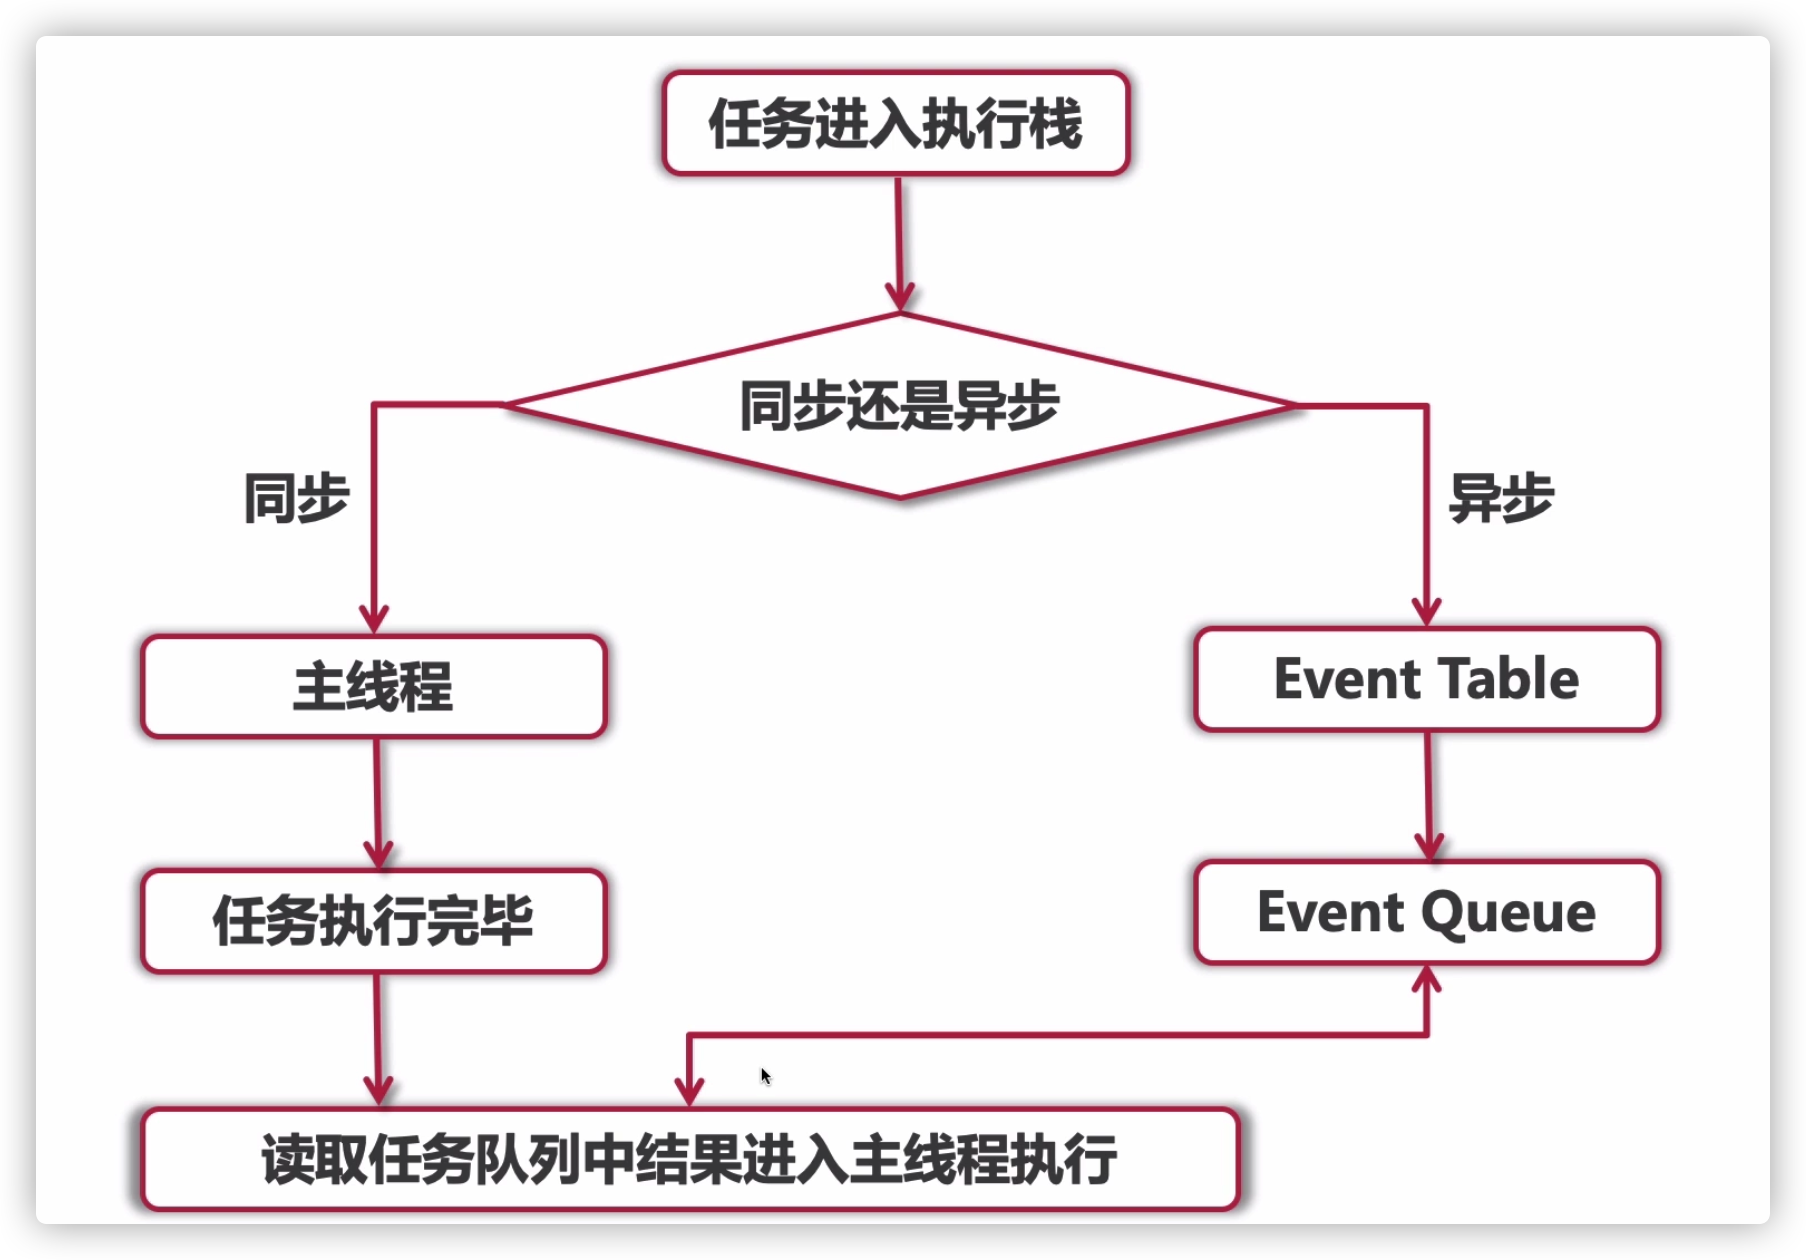 任务进入执行栈
同步还是异步
同步
异步
主线程
Event Table
任务执行完毕
Event Queue
读取任务队列中结果进入主线程执行